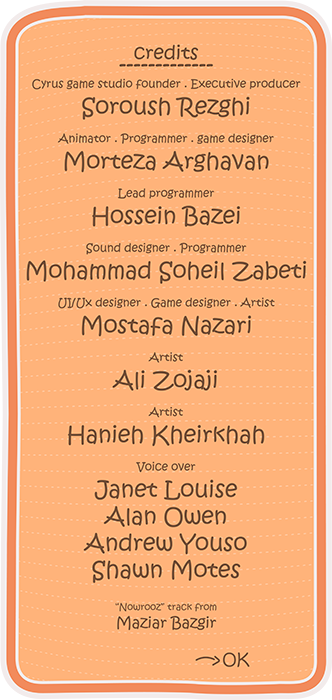 credits
Cyrus game studio founder . Executive producer
Soroush Rezghi
Animator . Programmer . game designer
Morteza Arghavan
Lead programmer
Hossein Bazei
Sound designer . Programmer
Mohammad Soheil Zabeti
UI/Ux designer . Game designer . Artist
Mostafa Nazari
Artist
Ali Zojaji
Artist
Hanieh Kheirkhah
Voice over
Janet Louise
Alan Owen
Andrew Youso
Shawn Motes
"Nowrooz" track from
Maziar Bazgir
→OK